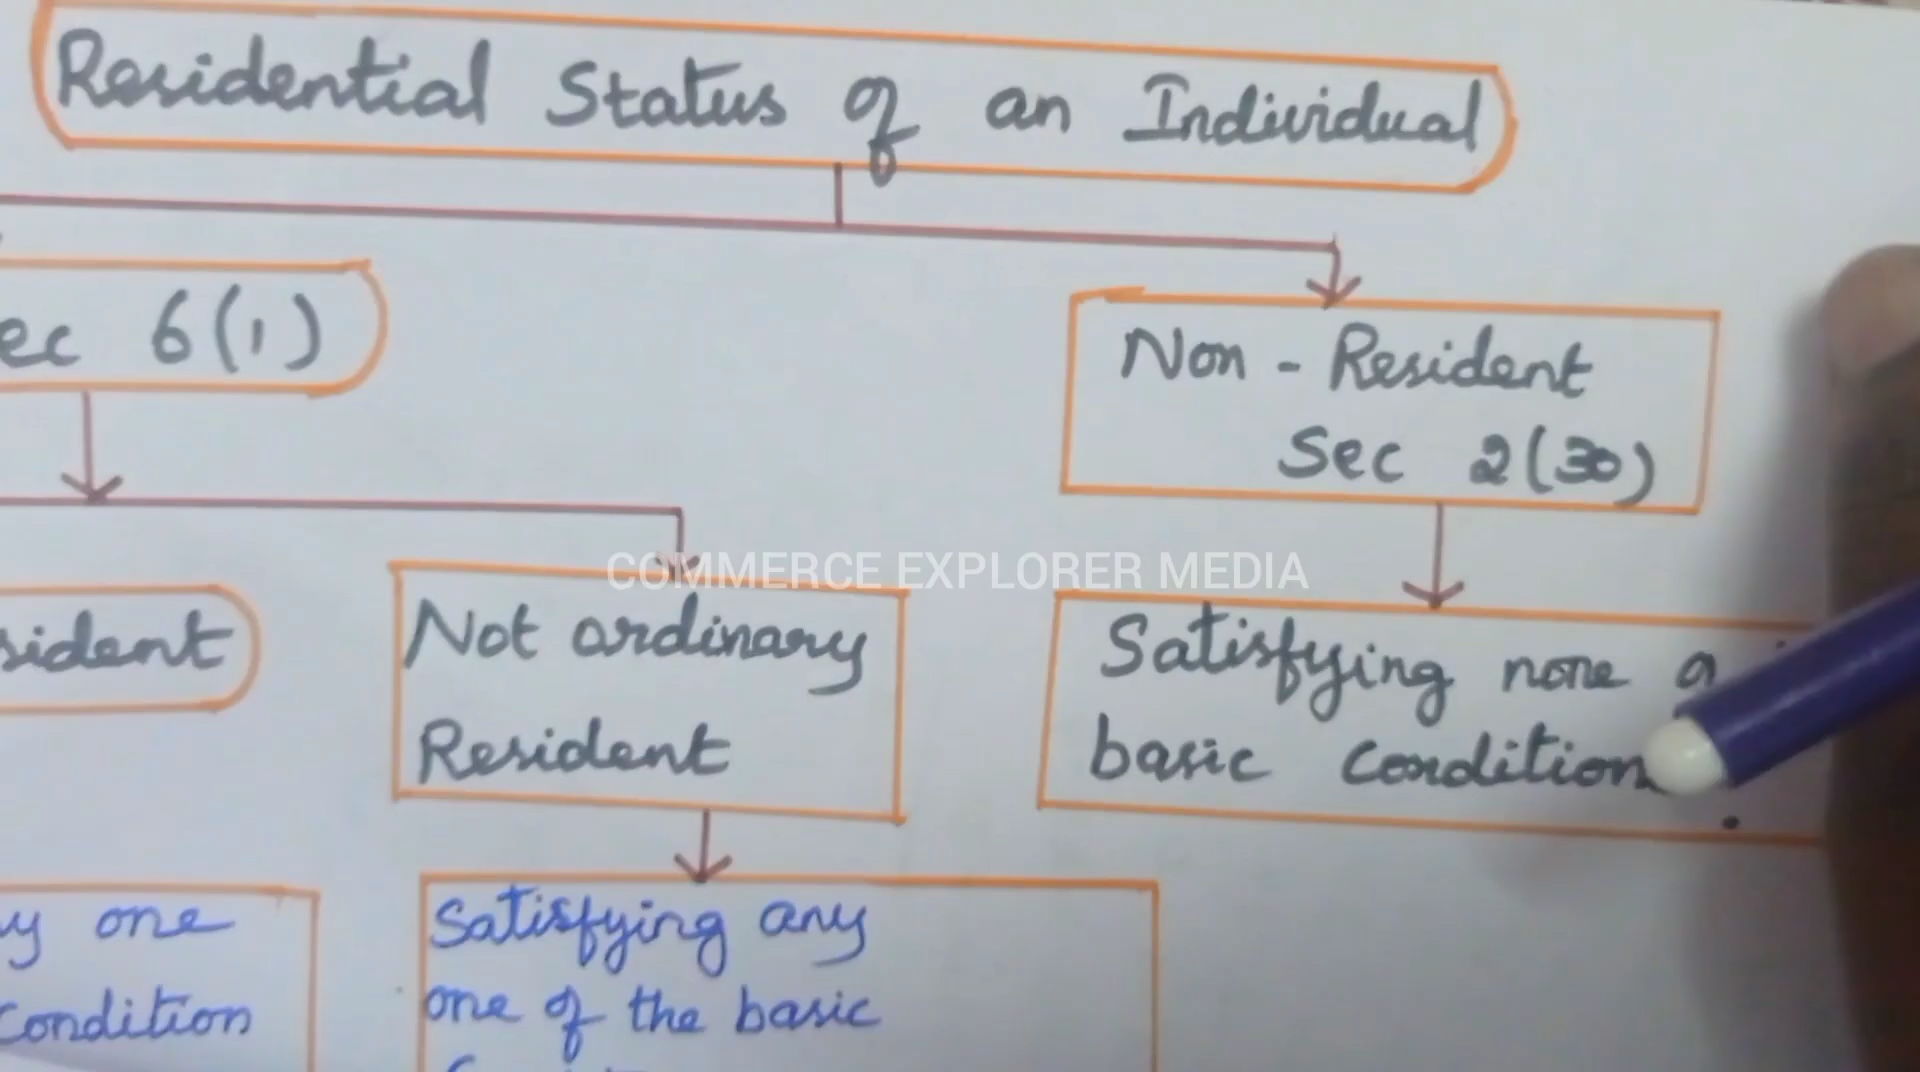 Residential Status of an Individual
ec 6(1)
Non - Resident
Sec 2(30)
COMMERCE EXPLORER MEDIA
sident
Not ordinary
Resident
Satisfying none
basic condition
y one
condition
Satisfying any
one of the basic